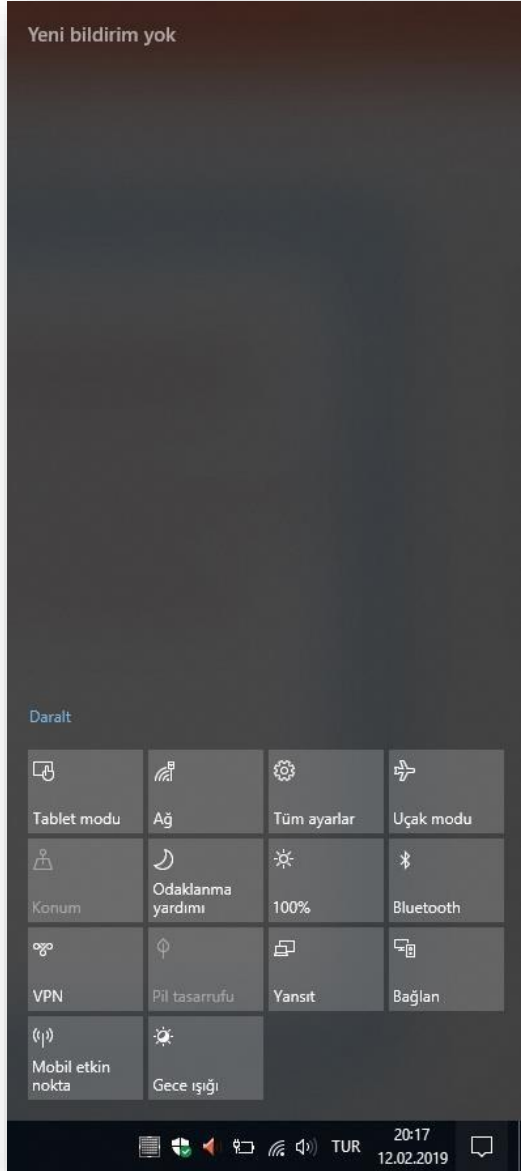 Yeni bildirim yok
Daralt
Tablet modu
Ağ
Tüm ayarlar
Uçak modu
Konum
Odaklanma
yardımı
100%
Bluetooth
VPN
Pil tasarrufu
Yansıt
Bağlan
Mobil etkin
nokta
Gece ışığı
TUR
20:17
12.02.2019